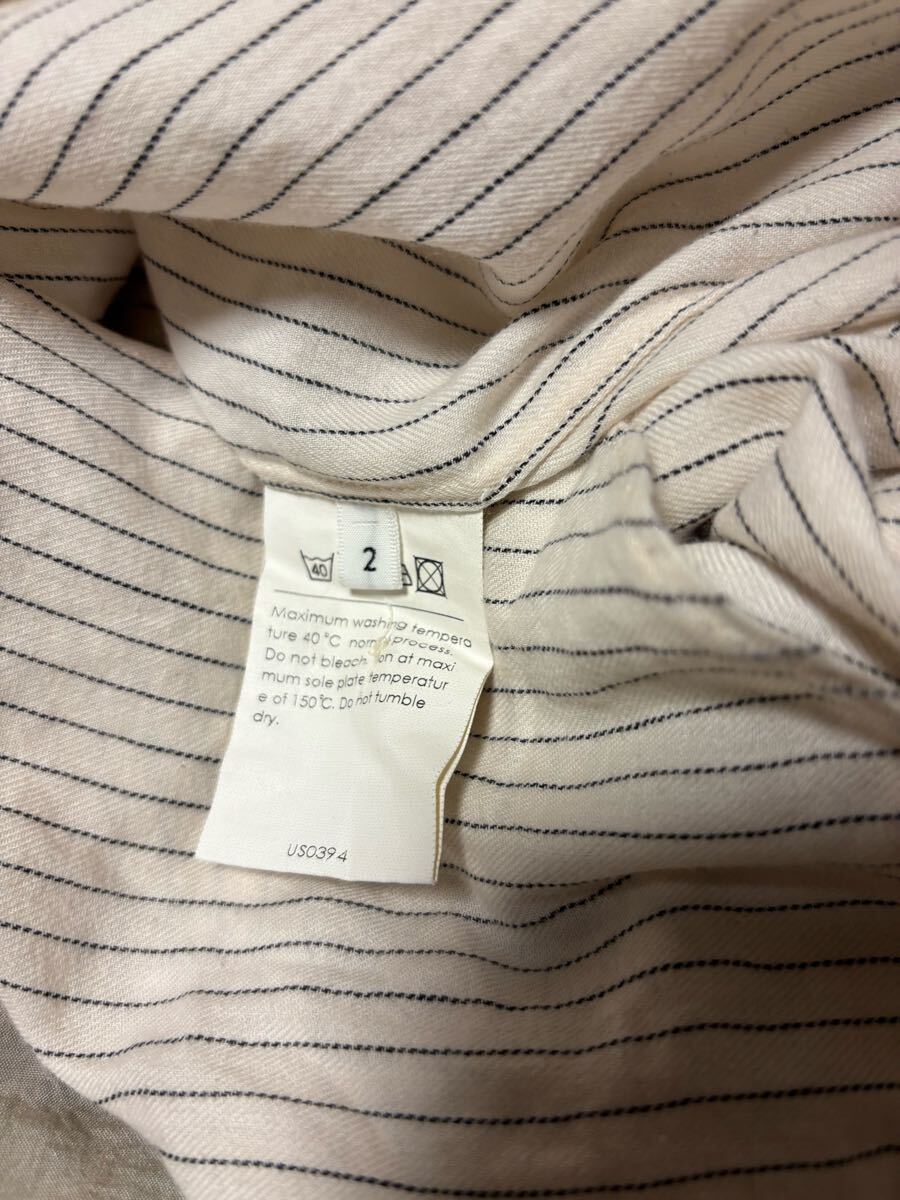 40
2
Maximum washing tempera
ture 40°C normal process.
Do not bleach on at maxi
mum sole plate temperatur
e of 150°C. Do not tumble
dry.
US0394